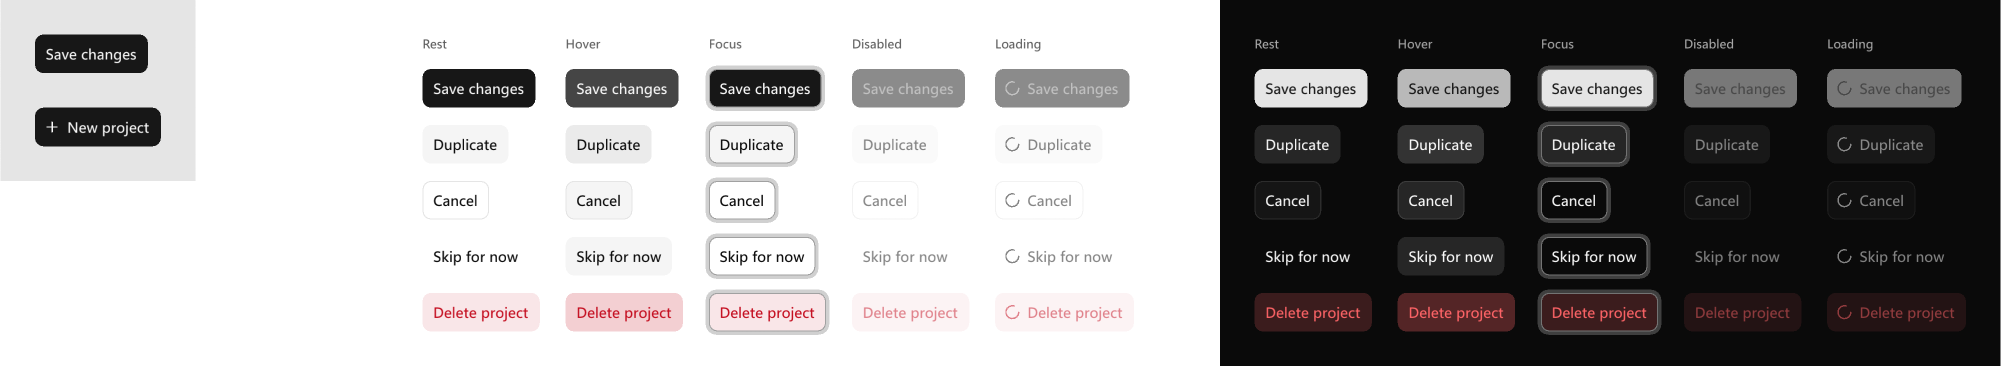 Save changes
+ New project
Rest Hover Focus Disabled Loading
Save changes Save changes Save changes Save changes Save changes
Duplicate Duplicate Duplicate Duplicate Duplicate
Cancel Cancel Cancel Cancel Cancel
Skip for now Skip for now Skip for now Skip for now Skip for now
Delete project Delete project Delete project Delete project Delete project
Rest Hover Focus Disabled Loading
Save changes Save changes Save changes Save changes Save changes
Duplicate Duplicate Duplicate Duplicate Duplicate
Cancel Cancel Cancel Cancel Cancel
Skip for now Skip for now Skip for now Skip for now Skip for now
Delete project Delete project Delete project Delete project Delete project